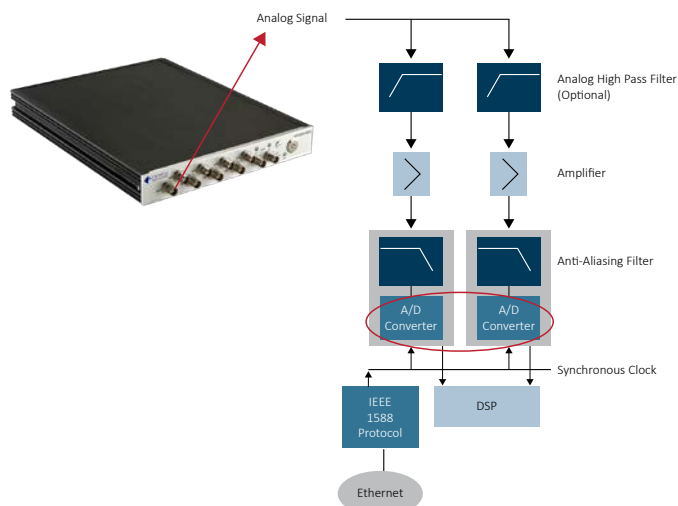 Analog Signal
Analog High Pass Filter
(Optional)
Amplifier
Anti-Aliasing Filter
A/D
Converter
A/D
Converter
Synchronous Clock
IEEE
1588
Protocol
DSP
Ethernet